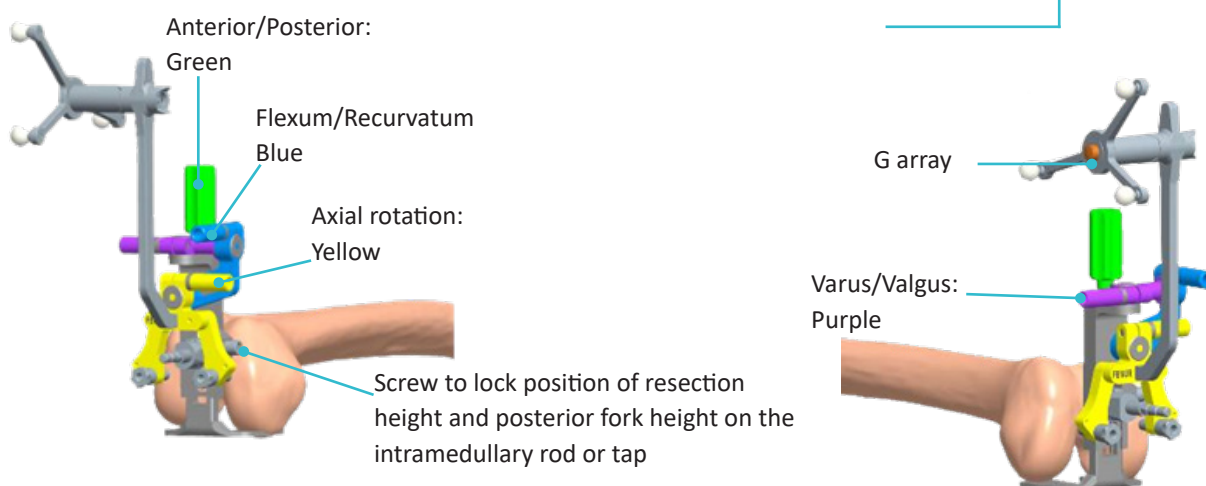 Anterior/Posterior:
Green
Flexum/Recurvatum
Blue
Axial rotation:
Yellow
Screw to lock position of resection
height and posterior fork height on the
intramedullary rod or tap
G array
Varus/Valgus:
Purple
FEMUR